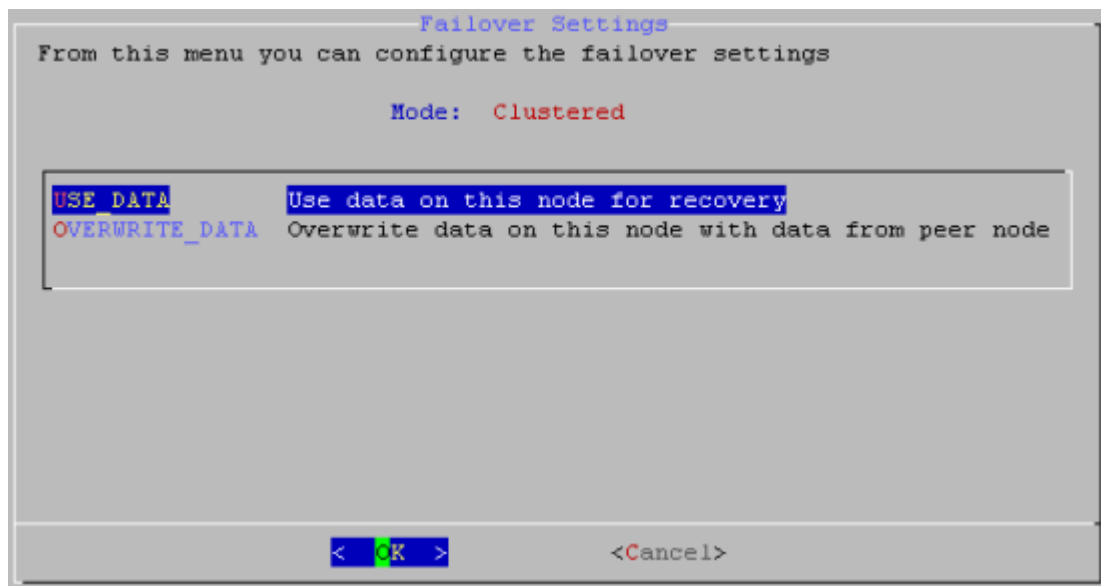 Failover Settings
From this menu you can configure the failover settings
Mode: Clustered
USE_DATA Use data on this node for recovery
OVERWRITE_DATA Overwrite data on this node with data from peer node
< OK > <Cancel>